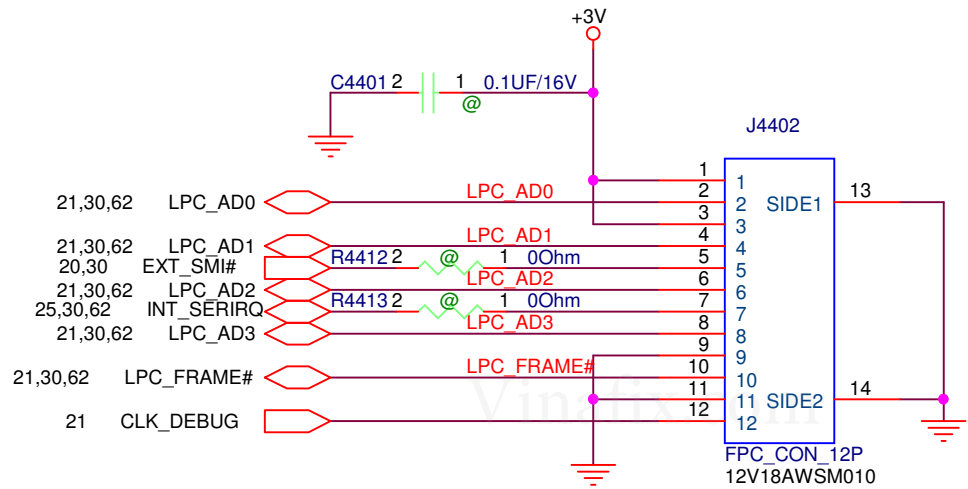 +3V
C4401 2 1 0.1UF/16V
@
J4402
1 1
21,30,62 LPC_AD0 LPC_AD0 2 2 SIDE1 13
3 3
21,30,62 LPC_AD1 LPC_AD1 4 4
20,30 EXT_SMI# R4412 2 @ 1 0Ohm 5 5
21,30,62 LPC_AD2 LPC_AD2 6 6
25,30,62 INT_SERIRQ R4413 2 @ 1 0Ohm 7 7
21,30,62 LPC_AD3 LPC_AD3 8 8
9 9
21,30,62 LPC_FRAME# LPC_FRAME# 10 10
11 11 SIDE2 14
21 CLK_DEBUG 12 12
Vinafix.com
FPC_CON_12P
12V18AWSM010